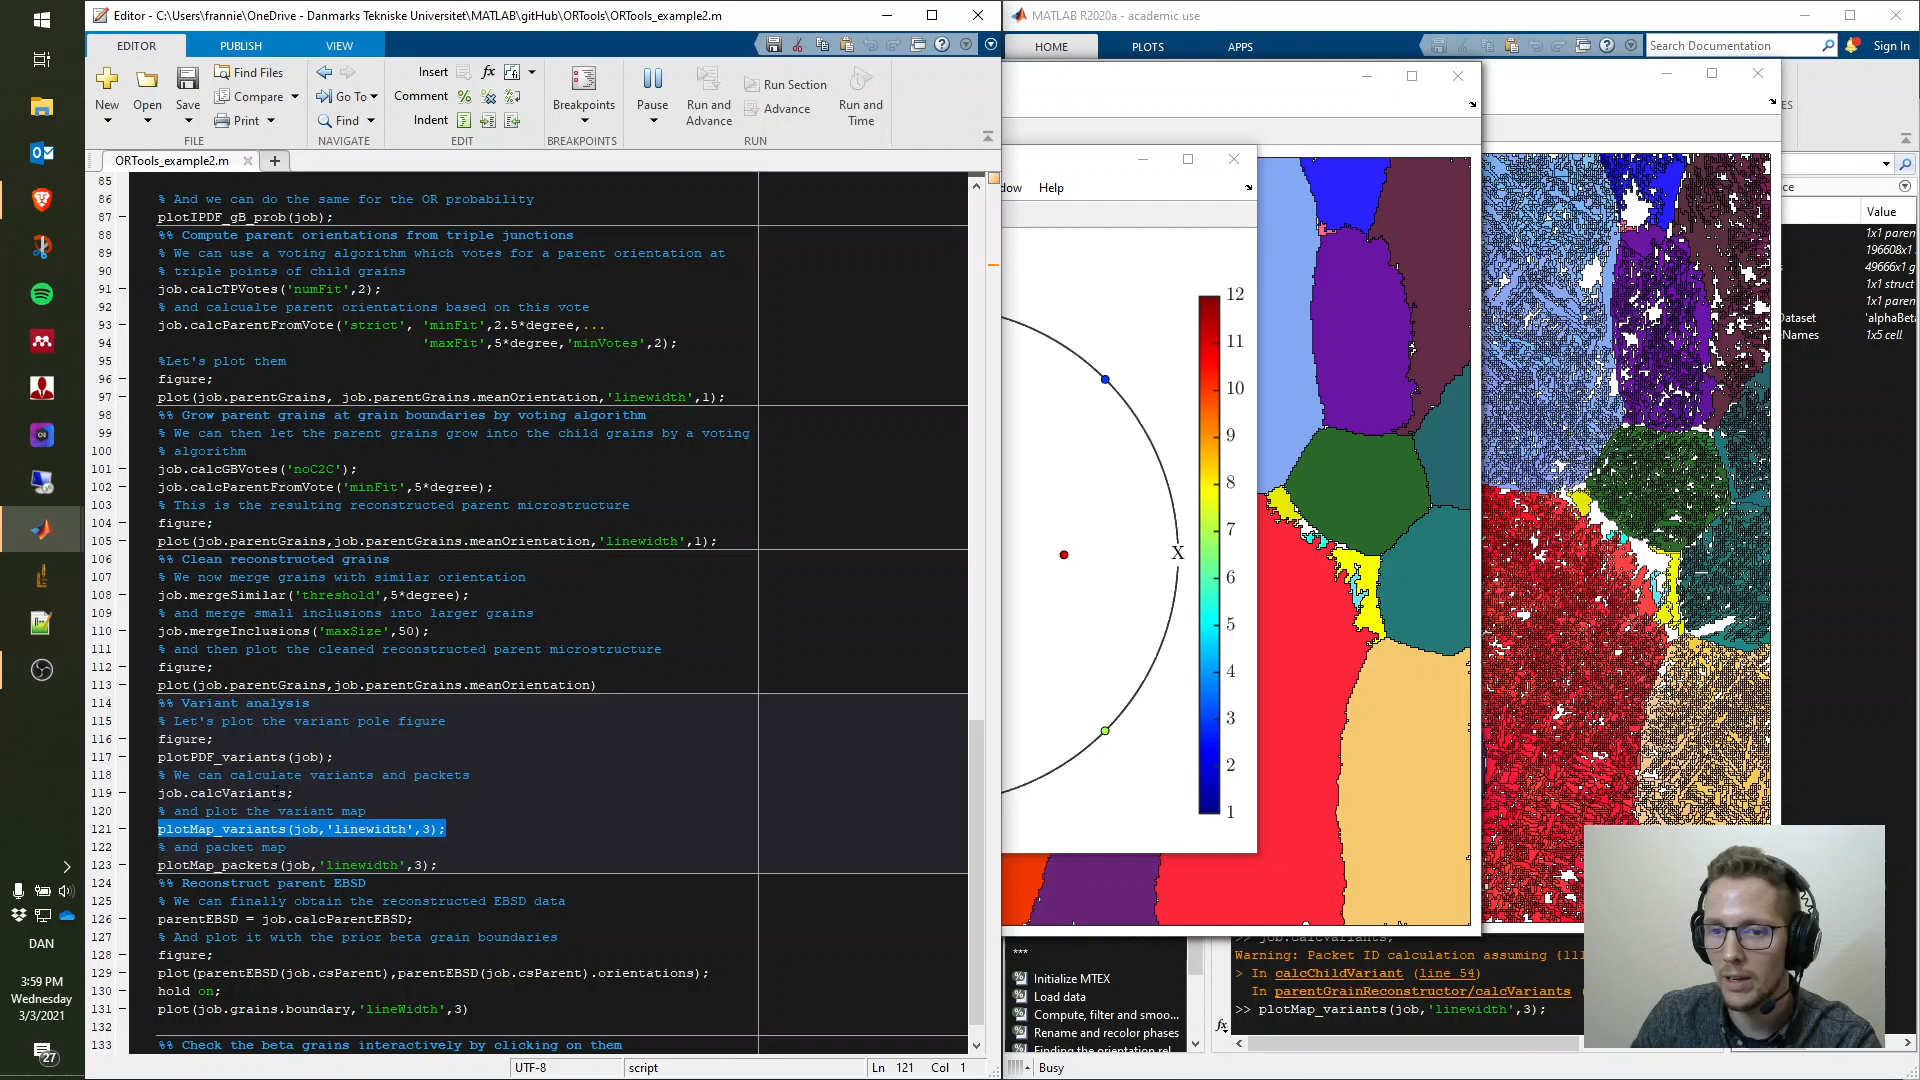 Editor - C:\Users\frannie\OneDrive - Danmarks Tekniske Universitet\MATLAB\gitHub\ORTools\ORTools_example2.m
EDITOR PUBLISH VIEW
New Open Save
Find Files
Compare
Print
FILE
Go To
Find
NAVIGATE
Insert
Comment
Indent
fx
EDIT
Breakpoints
BREAKPOINTS
Pause
Run and Advance
Run Section
Advance
Run and Time
RUN
ORTools_example2.m
85
86 % And we can do the same for the OR probability
87 plotIPDF_gB_prob(job);
88 %% Compute parent orientations from triple junctions
89 % We can use a voting algorithm which votes for a parent orientation at
90 % triple points of child grains
91 job.calcTPVotes('numFit',2);
92 % and calcualte parent orientations based on this vote
93 job.calcParentFromVote('strict', 'minFit',2.5*degree,...
94 'maxFit',5*degree,'minVotes',2);
95 %Let's plot them
96 figure;
97 plot(job.parentGrains, job.parentGrains.meanOrientation,'linewidth',1);
98 %% Grow parent grains at grain boundaries by voting algorithm
99 % We can then let the parent grains grow into the child grains by a voting
100 % algorithm
101 job.calcGBVotes('noC2C');
102 job.calcParentFromVote('minFit',5*degree);
103 % This is the resulting reconstructed parent microstructure
104 figure;
105 plot(job.parentGrains,job.parentGrains.meanOrientation,'linewidth',1);
106 %% Clean reconstructed grains
107 % We now merge grains with similar orientation
108 job.mergeSimilar('threshold',5*degree);
109 % and merge small inclusions into larger grains
110 job.mergeInclusions('maxSize',50);
111 % and then plot the cleaned reconstructed parent microstructure
112 figure;
113 plot(job.parentGrains,job.parentGrains.meanOrientation)
114 %% Variant analysis
115 % Let's plot the variant pole figure
116 figure;
117 plotPDF_variants(job);
118 % We can calculate variants and packets
119 job.calcVariants;
120 % and plot the variant map
121 plotMap_variants(job,'linewidth',3);
122 % and packet map
123 plotMap_packets(job,'linewidth',3);
124 %% Reconstruct parent EBSD
125 % We can finally obtain the reconstructed EBSD data
126 parentEBSD = job.calcParentEBSD;
127 % And plot it with the prior beta grain boundaries
128 figure;
129 plot(parentEBSD(job.csParent),parentEBSD(job.csParent).orientations);
130 hold on;
131 plot(job.grains.boundary,'lineWidth',3)
132
133 %% Check the beta grains interactively by clicking on them
UTF-8 script Ln 121 Col 1
MATLAB R2020a - academic use
HOME PLOTS APPS
Search Documentation
Sign In
ES
dow Help
12
11
10
9
8
7
6
5
4
3
2
1
X
ce
Value
1x1 paren
196608x1
49666x1 g
1x1 struct
1x1 paren
Dataset 'alphaBeta
Names 1x5 cell
***
Initialize MTEX
Load data
Compute, filter and smoo...
Rename and recolor phases
Finding the orientation rel...
>> job.calcVariants;
Warning: Packet ID calculation assuming {111
> In calcChildVariant (line 54)
In parentGrainReconstructor/calcVariants (
>> plotMap_variants(job,'linewidth',3);
fx
Busy
DAN
3:59 PM
Wednesday
3/3/2021
27